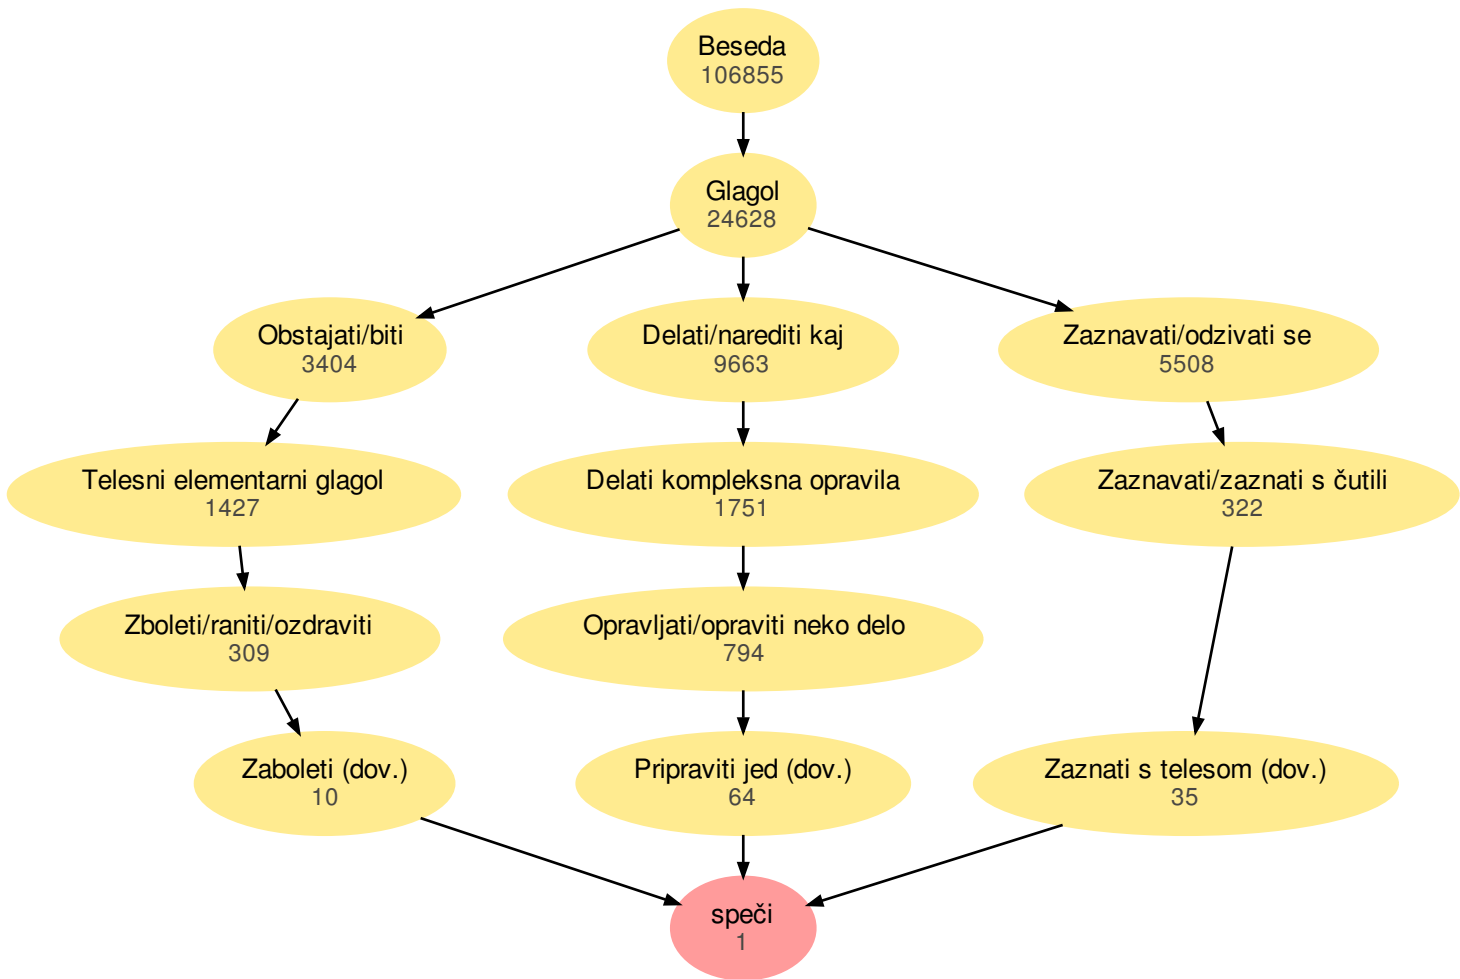 Beseda
106855
Glagol
24628
Obstajati/biti
3404
Delati/narediti kaj
9663
Zaznavati/odzivati se
5508
Telesni elementarni glagol
1427
Delati kompleksna opravila
1751
Zaznavati/zaznati s čutili
322
Zboleti/raniti/ozdraviti
309
Opravljati/opraviti neko delo
794
Zaboleti (dov.)
10
Pripraviti jed (dov.)
64
Zaznati s telesom (dov.)
35
speči
1